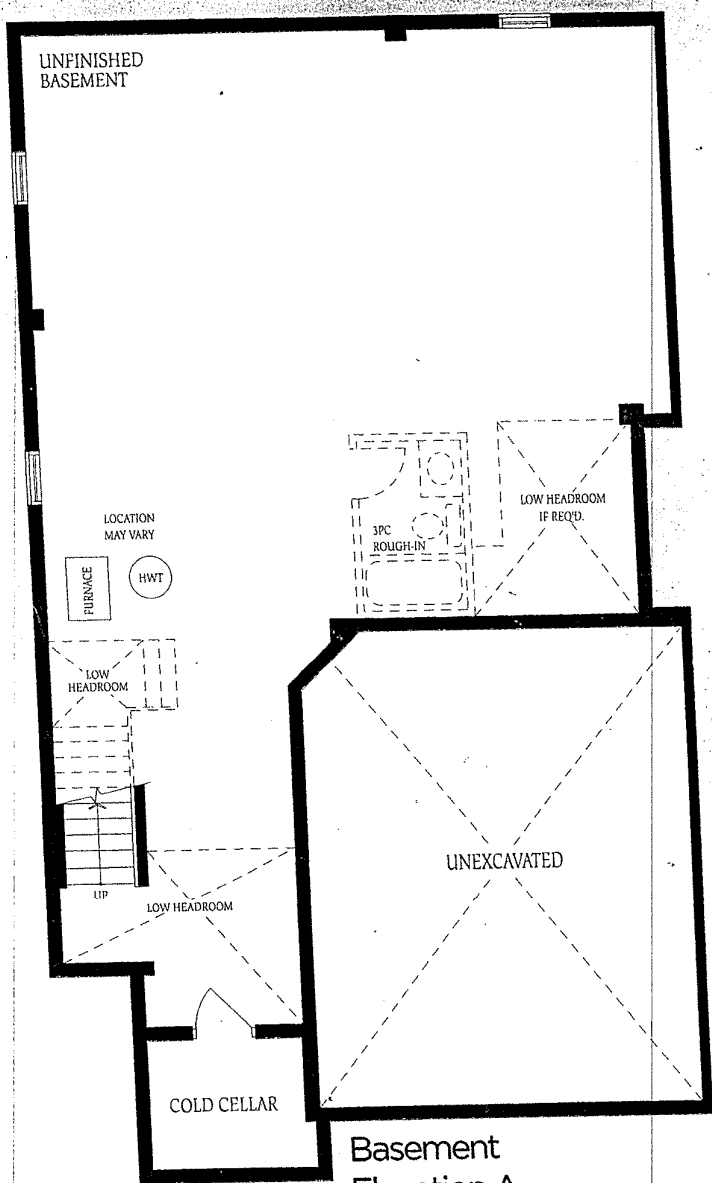 UNFINISHED
BASEMENT
LOW HEADROOM
IF REQ'D.
LOCATION
MAY VARY
3PC
ROUGH-IN
FURNACE
HWT
LOW
HEADROOM
UNEXCAVATED
UP
LOW HEADROOM
COLD CELLAR
Basement
Elevation A